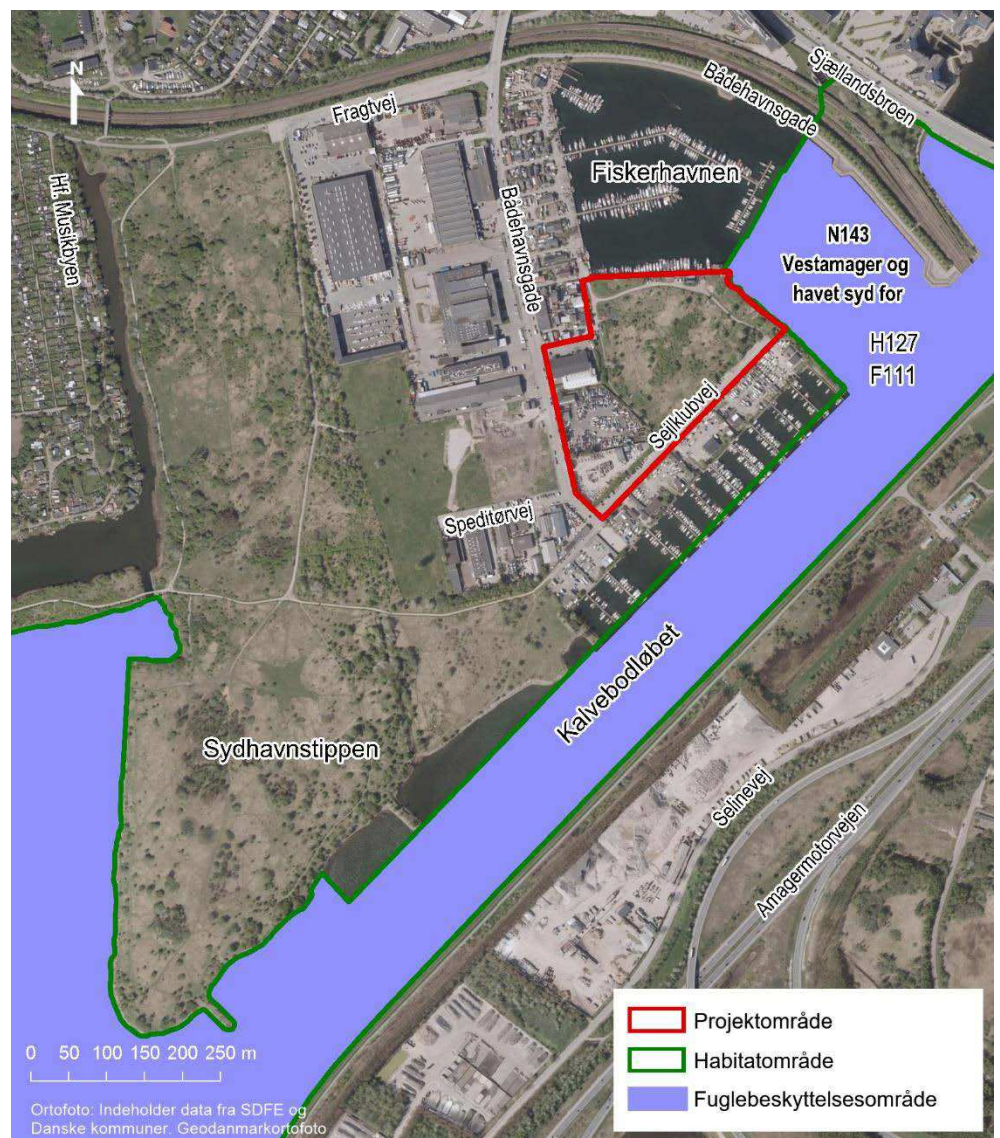 N
Fragtvej
Bådehavnsgade
Sjællandsbroen
Hf. Musikbyen
Fiskerhavnen
Bådehavnsgade
N143
Vestamager og
havet syd for
H127
F111
Sejlklubvej
Speditørvej
Kalvebodløbet
Sydhavnstippen
Selinevej
Amagermotorvejen
0 50 100 150 200 250 m
Ortofoto: Indeholder data fra SDFE og
Danske kommuner. Geodanmarkortofoto
Projektområde
Habitatområde
Fuglebeskyttelsesområde